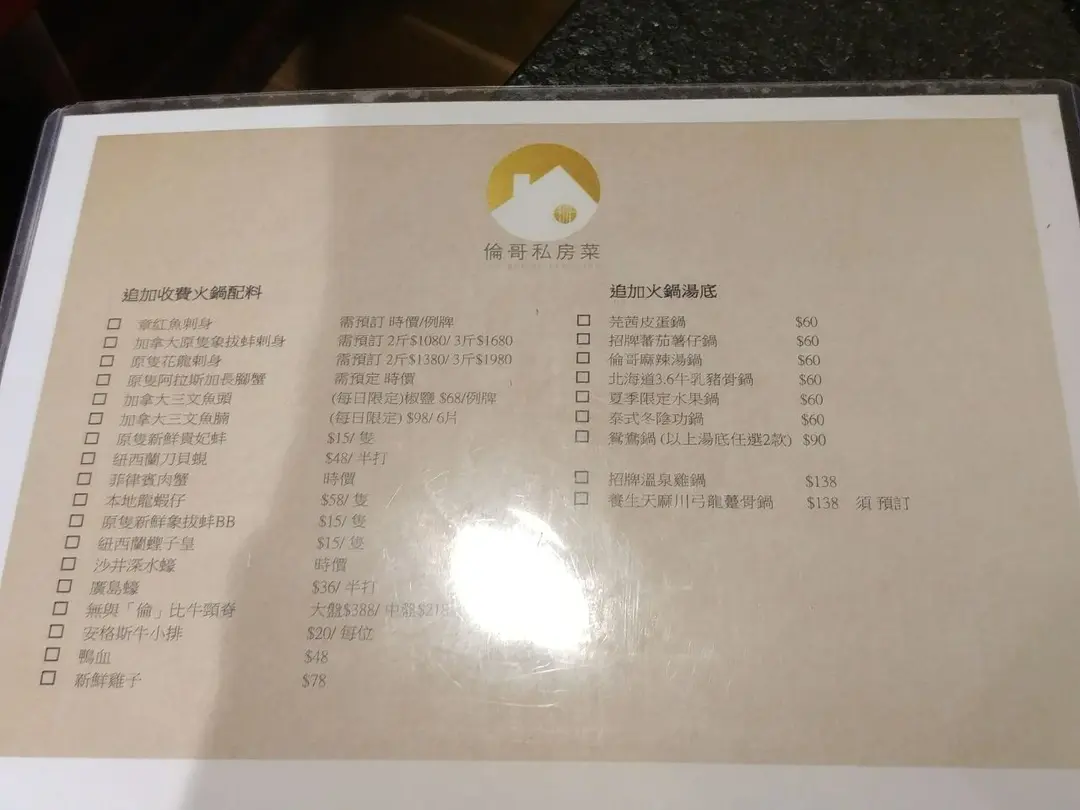 倫哥私房菜
追加收費火鍋配料
章紅魚刺身 需預訂 時價/例牌
加拿大原隻象拔蚌刺身 需預訂 2斤$1080/ 3斤$1680
原隻花龍刺身 需預訂 2斤$1380/ 3斤$1980
原隻阿拉斯加長腳蟹 需預定 時價
加拿大三文魚頭 (每日限定)椒鹽 $68/例牌
加拿大三文魚腩 (每日限定) $98/ 6片
原隻新鮮貴妃蚌 $15/ 隻
紐西蘭刀貝蜆 $48/ 半打
菲律賓肉蟹 時價
本地龍蝦仔 $58/ 隻
原隻新鮮象拔蚌BB $15/ 隻
紐西蘭蟶子皇 $15/ 隻
沙井深水蠔 時價
廣島蠔 $36/ 半打
無與「倫」比牛頸脊 大盤$388/ 中盤$218
安格斯牛小排 $20/ 每位
鴨血 $48
新鮮雞子 $78
追加火鍋湯底
芫茜皮蛋鍋 $60
招牌蕃茄薯仔鍋 $60
倫哥麻辣湯鍋 $60
北海道3.6牛乳豬骨鍋 $60
夏季限定水果鍋 $60
泰式冬陰功鍋 $60
鴛鴦鍋 (以上湯底任選2款) $90
招牌溫泉雞鍋 $138
養生天麻川弓龍躉骨鍋 $138 須 預訂